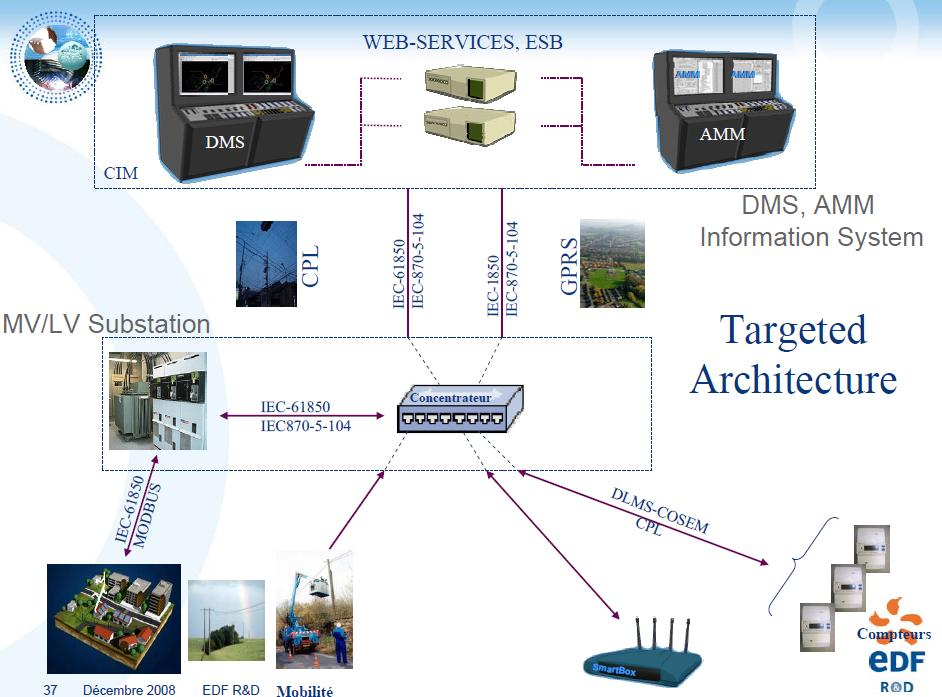 WEB-SERVICES, ESB
DMS
AMM
AMM
AMM
CIM
DMS, AMM
Information System
CPL
IEC-61850
IEC-870-5-104
IEC-1850
IEC-870-5-104
GPRS
MV/LV Substation
Targeted
Architecture
Concentrateur
IEC-61850
IEC870-5-104
IEC-61850
MODBUS
DLMS-COSEM
CPL
SmartBox
Compteurs
eDF
R&D
37 Décembre 2008 EDF R&D Mobilité